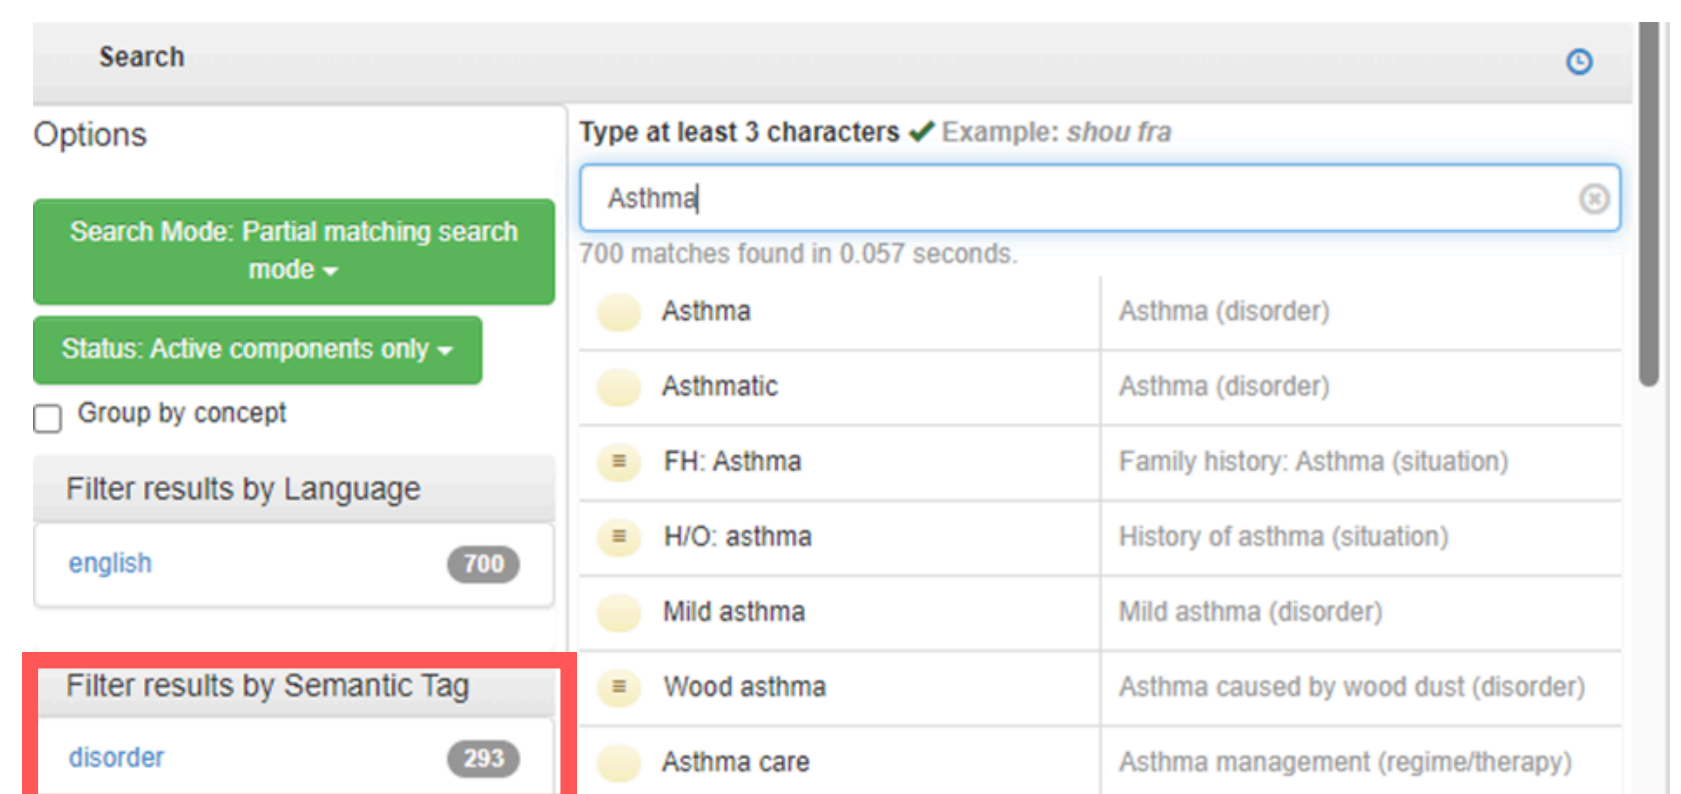 Search
Options
Search Mode: Partial matching search
mode
Status: Active components only
Group by concept
Filter results by Language
english 700
Filter results by Semantic Tag
disorder 293
Type at least 3 characters ✔ Example: shou fra
Asthma
700 matches found in 0.057 seconds.
Asthma Asthma (disorder)
Asthmatic Asthma (disorder)
≡ FH: Asthma Family history: Asthma (situation)
≡ H/O: asthma History of asthma (situation)
Mild asthma Mild asthma (disorder)
≡ Wood asthma Asthma caused by wood dust (disorder)
Asthma care Asthma management (regime/therapy)